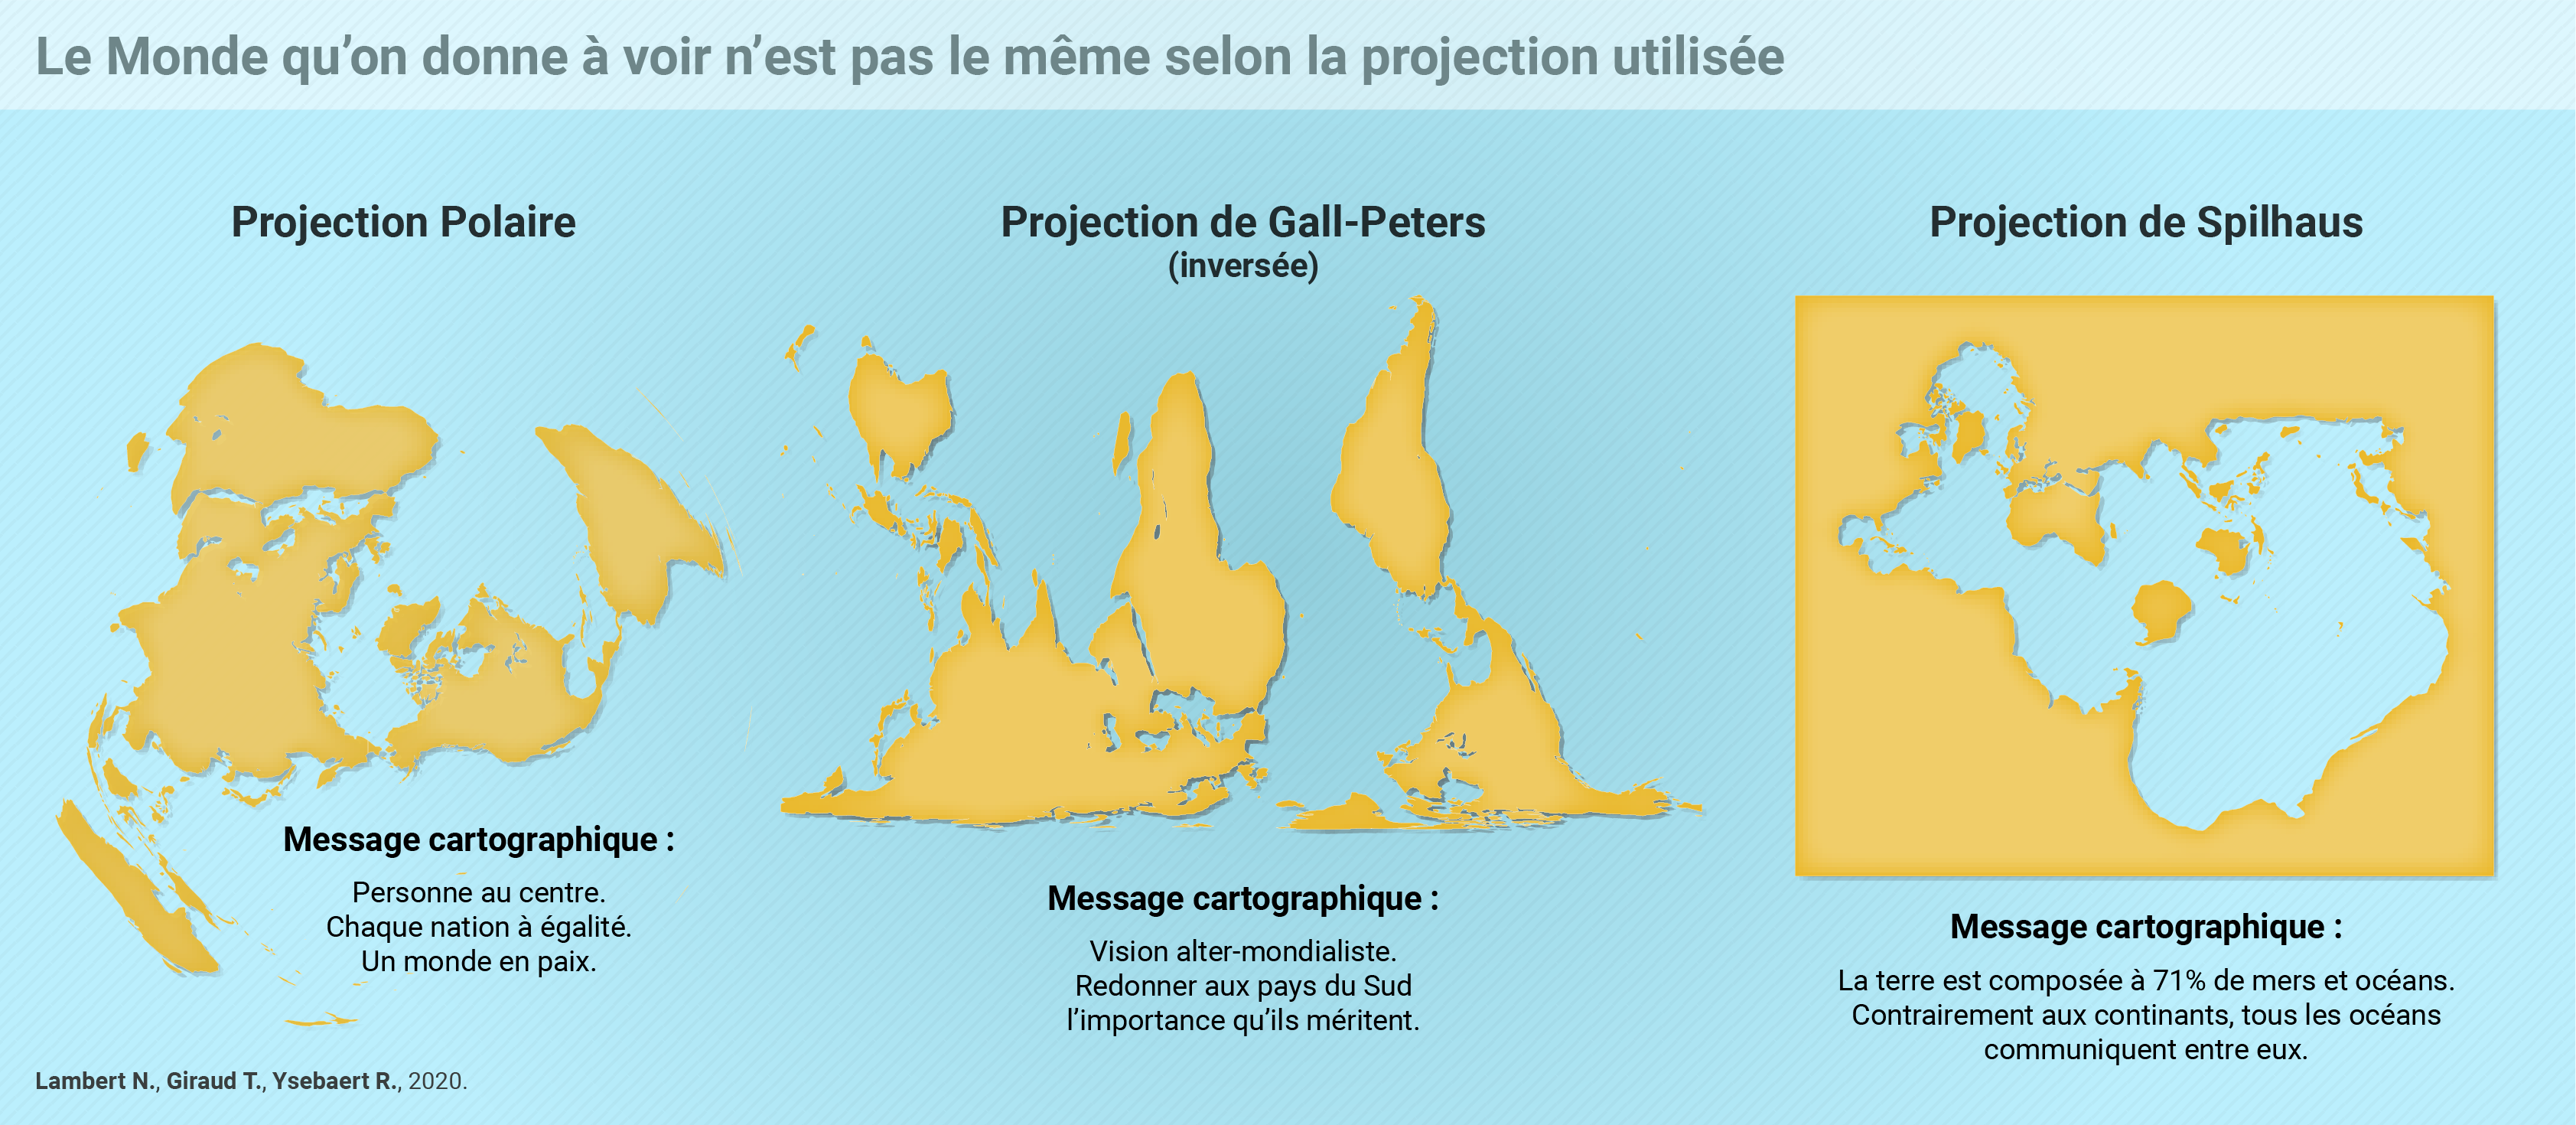 Le Monde qu’on donne à voir n’est pas le même selon la projection utilisée
Projection Polaire
Message cartographique :
Personne au centre.
Chaque nation à égalité.
Un monde en paix.
Projection de Gall-Peters
(inversée)
Message cartographique :
Vision alter-mondialiste.
Redonner aux pays du Sud
l’importance qu’ils méritent.
Projection de Spilhaus
Message cartographique :
La terre est composée à 71% de mers et océans.
Contrairement aux continants, tous les océans
communiquent entre eux.
Lambert N., Giraud T., Ysebaert R., 2020.